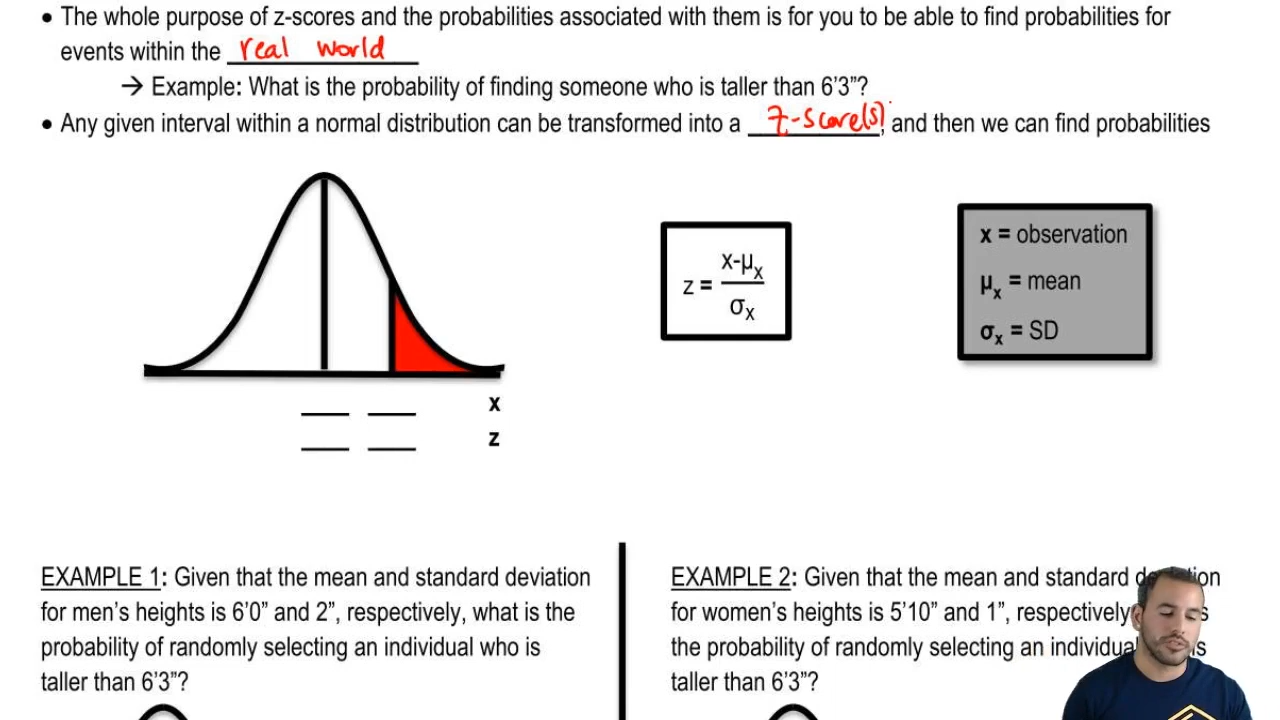 • The whole purpose of z-scores and the probabilities associated with them is for you to be able to find probabilities for
events within the real world
→ Example: What is the probability of finding someone who is taller than 6'3”?
• Any given interval within a normal distribution can be transformed into a z-score(s), and then we can find probabilities
z = x-μx / σx
x = observation
μx = mean
σx = SD
x
z
EXAMPLE 1: Given that the mean and standard deviation
for men's heights is 6'0” and 2”, respectively, what is the
probability of randomly selecting an individual who is
taller than 6'3”?
EXAMPLE 2: Given that the mean and standard
for women's heights is 5'10” and 1”, respectively
the probability of randomly selecting an
taller than 6'3”?